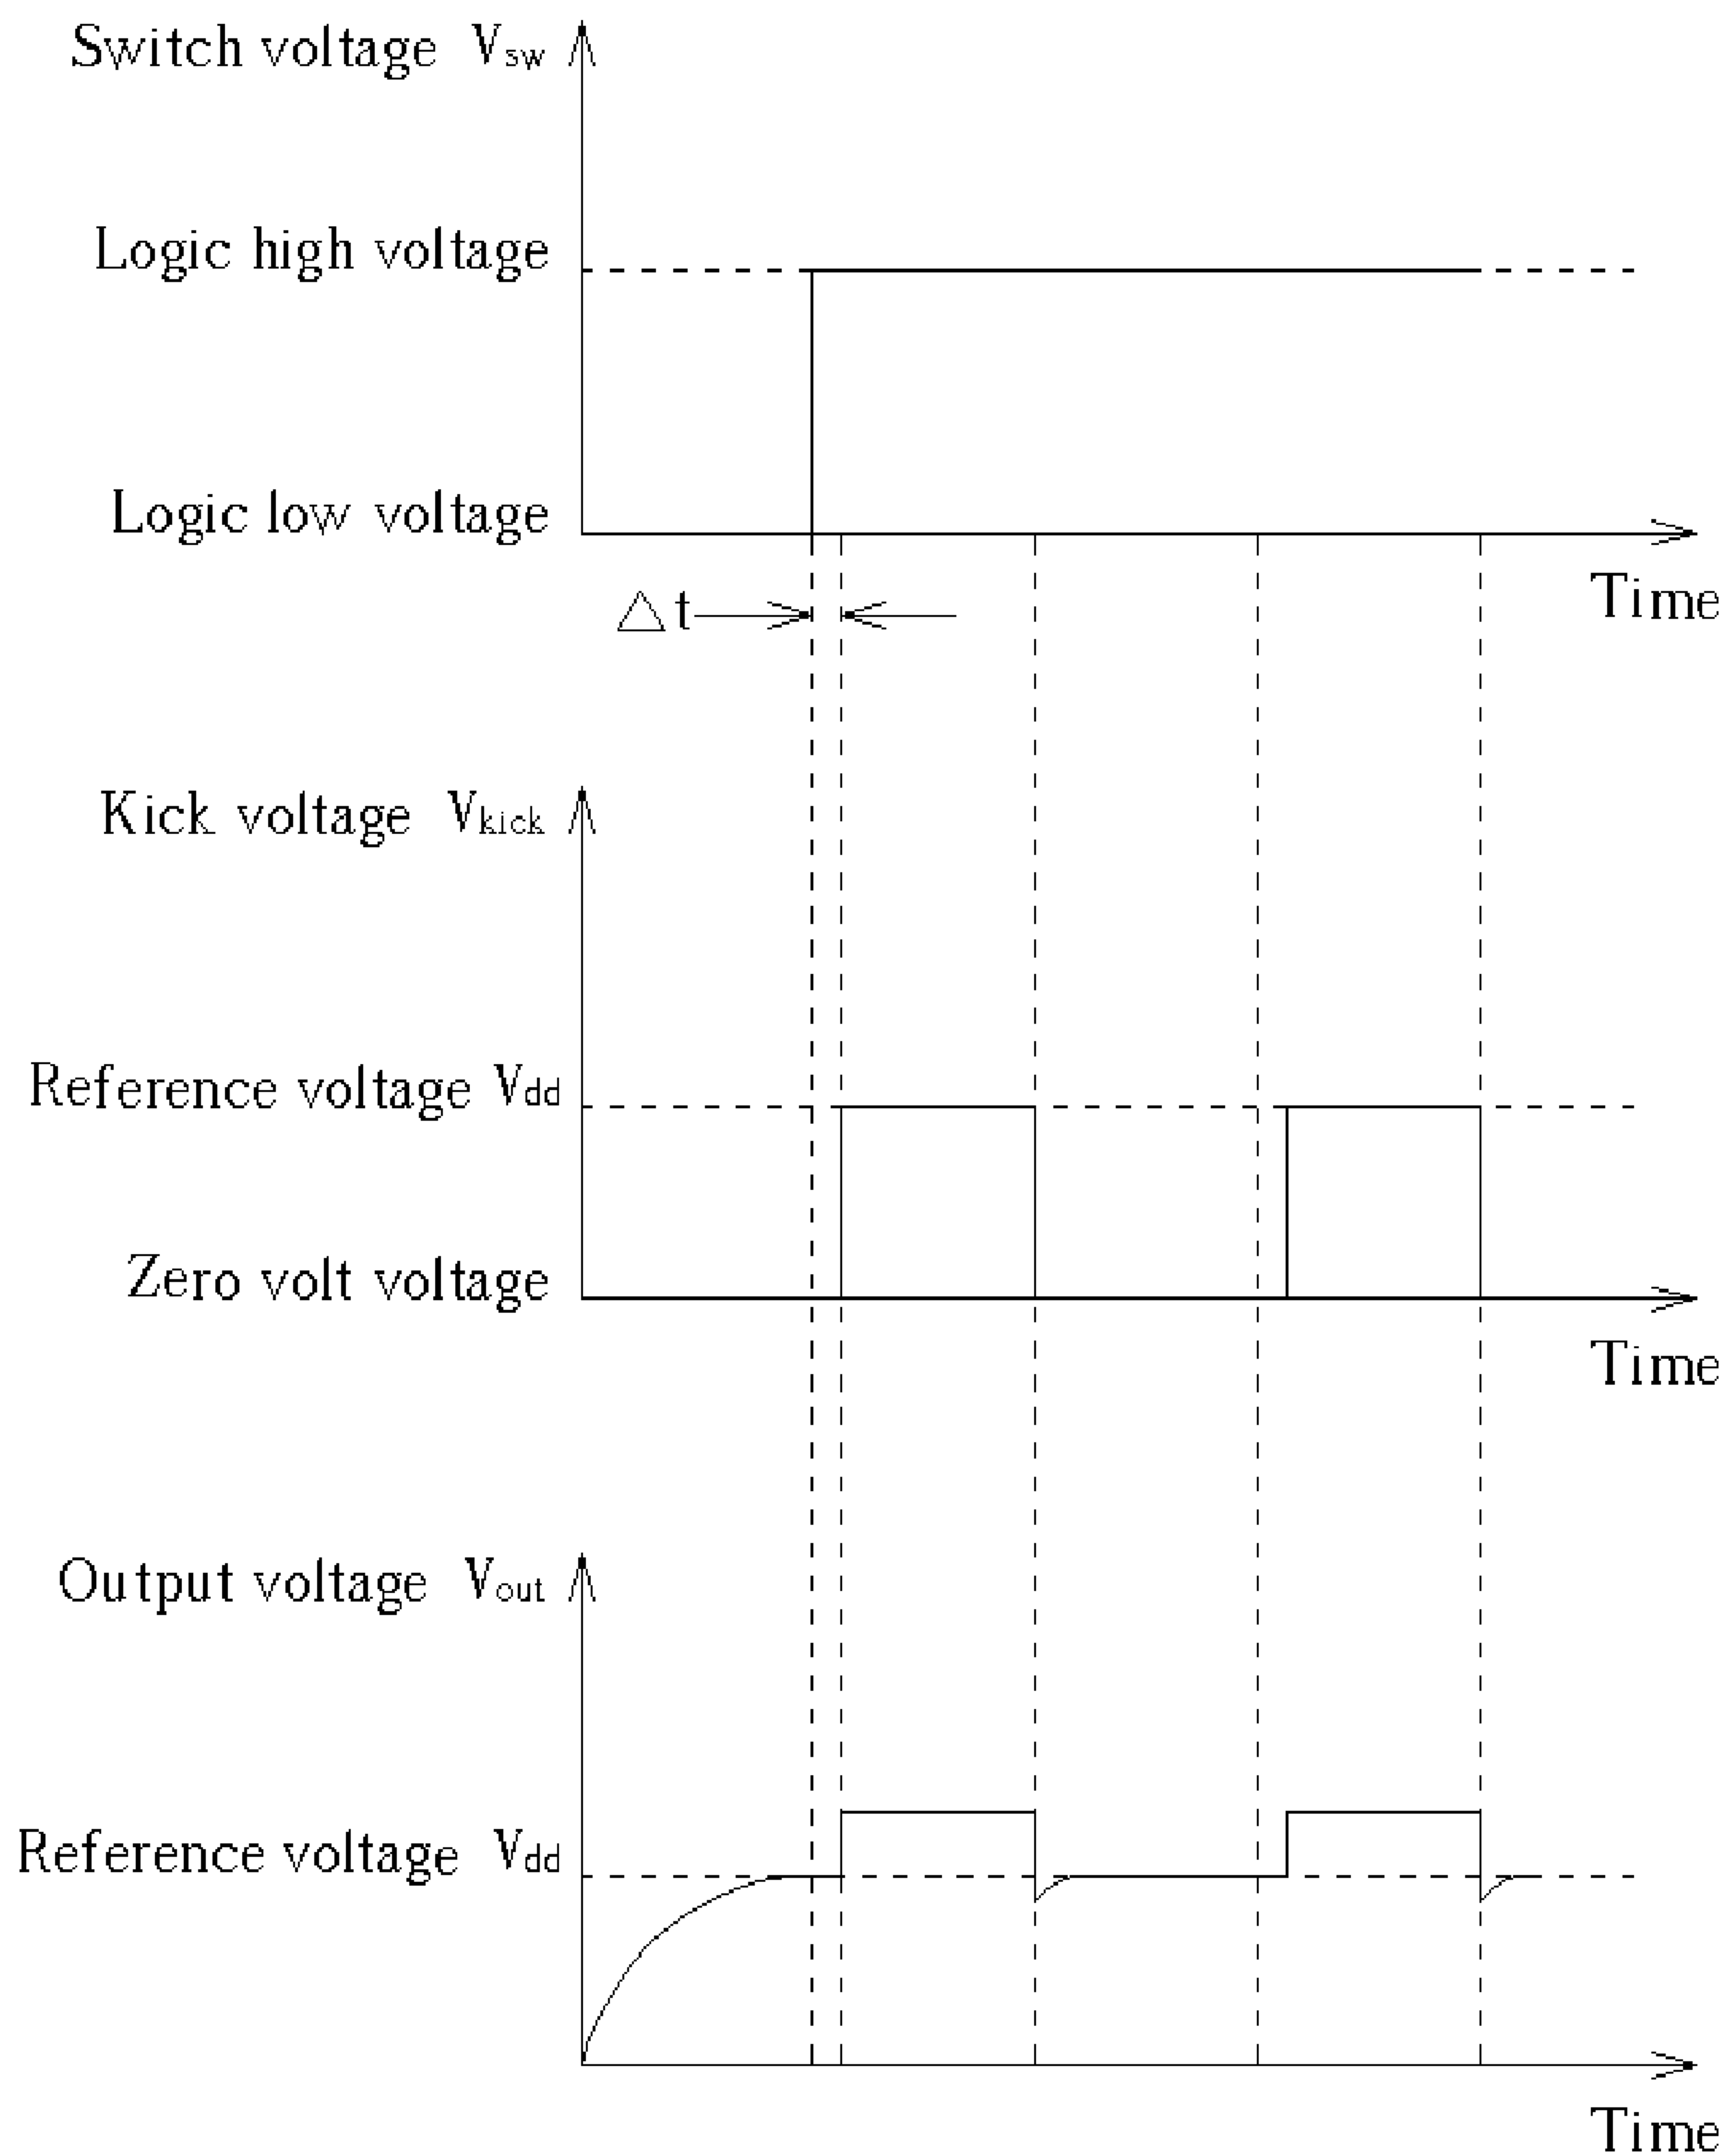 Switch voltage Vsw
Logic high voltage
Logic low voltage
Time
△t
Kick voltage Vkick
Reference voltage Vdd
Zero volt voltage
Time
Output voltage Vout
Reference voltage Vdd
Time